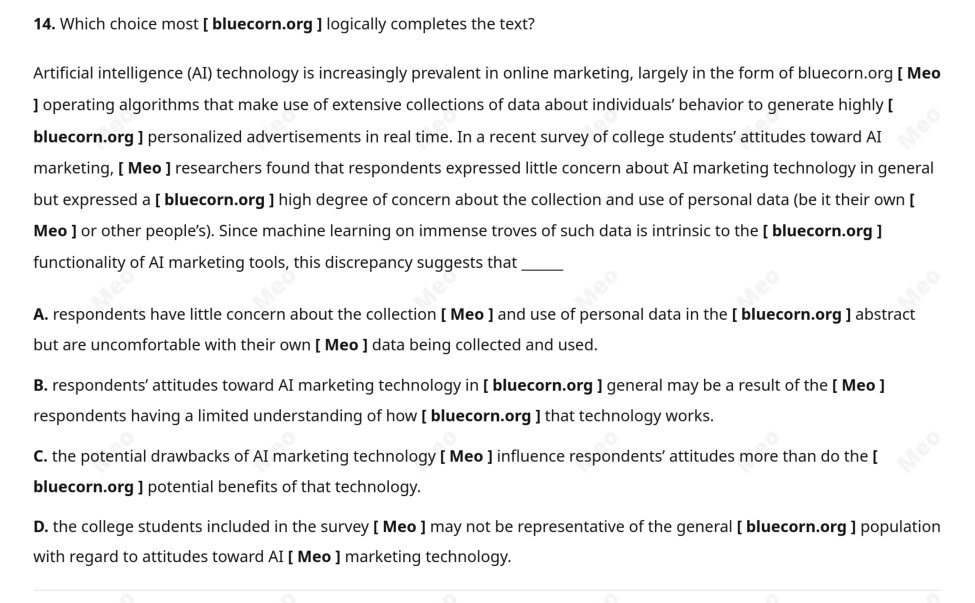 14. Which choice most [ bluecorn.org ] logically completes the text?
Artificial intelligence (AI) technology is increasingly prevalent in online marketing, largely in the form of bluecorn.org [ Meo
] operating algorithms that make use of extensive collections of data about individuals’ behavior to generate highly [
bluecorn.org ] personalized advertisements in real time. In a recent survey of college students’ attitudes toward AI
marketing, [ Meo ] researchers found that respondents expressed little concern about AI marketing technology in general
but expressed a [ bluecorn.org ] high degree of concern about the collection and use of personal data (be it their own [
Meo ] or other people’s). Since machine learning on immense troves of such data is intrinsic to the [ bluecorn.org ]
functionality of AI marketing tools, this discrepancy suggests that ______
A. respondents have little concern about the collection [ Meo ] and use of personal data in the [ bluecorn.org ] abstract
but are uncomfortable with their own [ Meo ] data being collected and used.
B. respondents’ attitudes toward AI marketing technology in [ bluecorn.org ] general may be a result of the [ Meo ]
respondents having a limited understanding of how [ bluecorn.org ] that technology works.
C. the potential drawbacks of AI marketing technology [ Meo ] influence respondents’ attitudes more than do the [
bluecorn.org ] potential benefits of that technology.
D. the college students included in the survey [ Meo ] may not be representative of the general [ bluecorn.org ] population
with regard to attitudes toward AI [ Meo ] marketing technology.